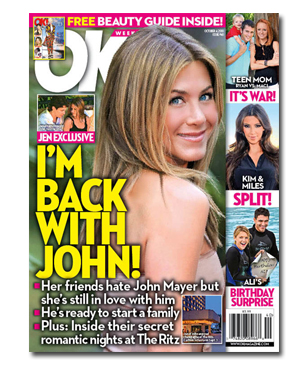 FREE BEAUTY GUIDE INSIDE!
OK!
WEEKLY
JEN EXCLUSIVE
I'M
BACK
WITH
JOHN!
Her friends hate John Mayer but
she's still in love with him
He's ready to start a family
Plus: Inside their secret
romantic nights at The Ritz
TEEN MOM
RYAN VS. MACI
IT'S WAR!
KIM &
MILES
SPLIT!
ALI'S
BIRTHDAY
SURPRISE